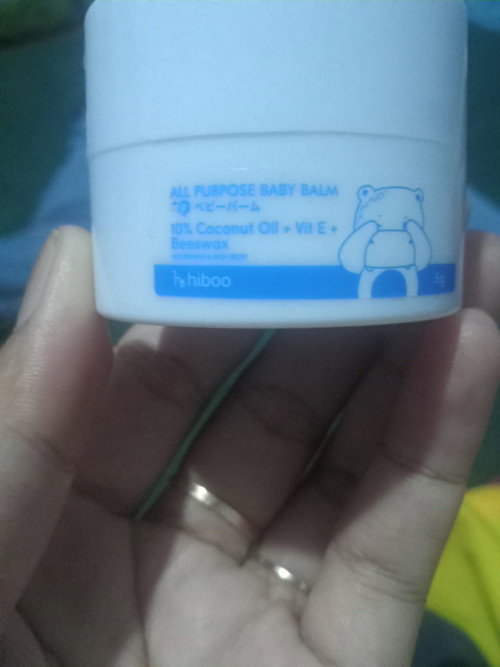 ALL PURPOSE BABY BALM
ベビーバーム
10% Coconut Oil + Vit E +
Beeswax
hiboo